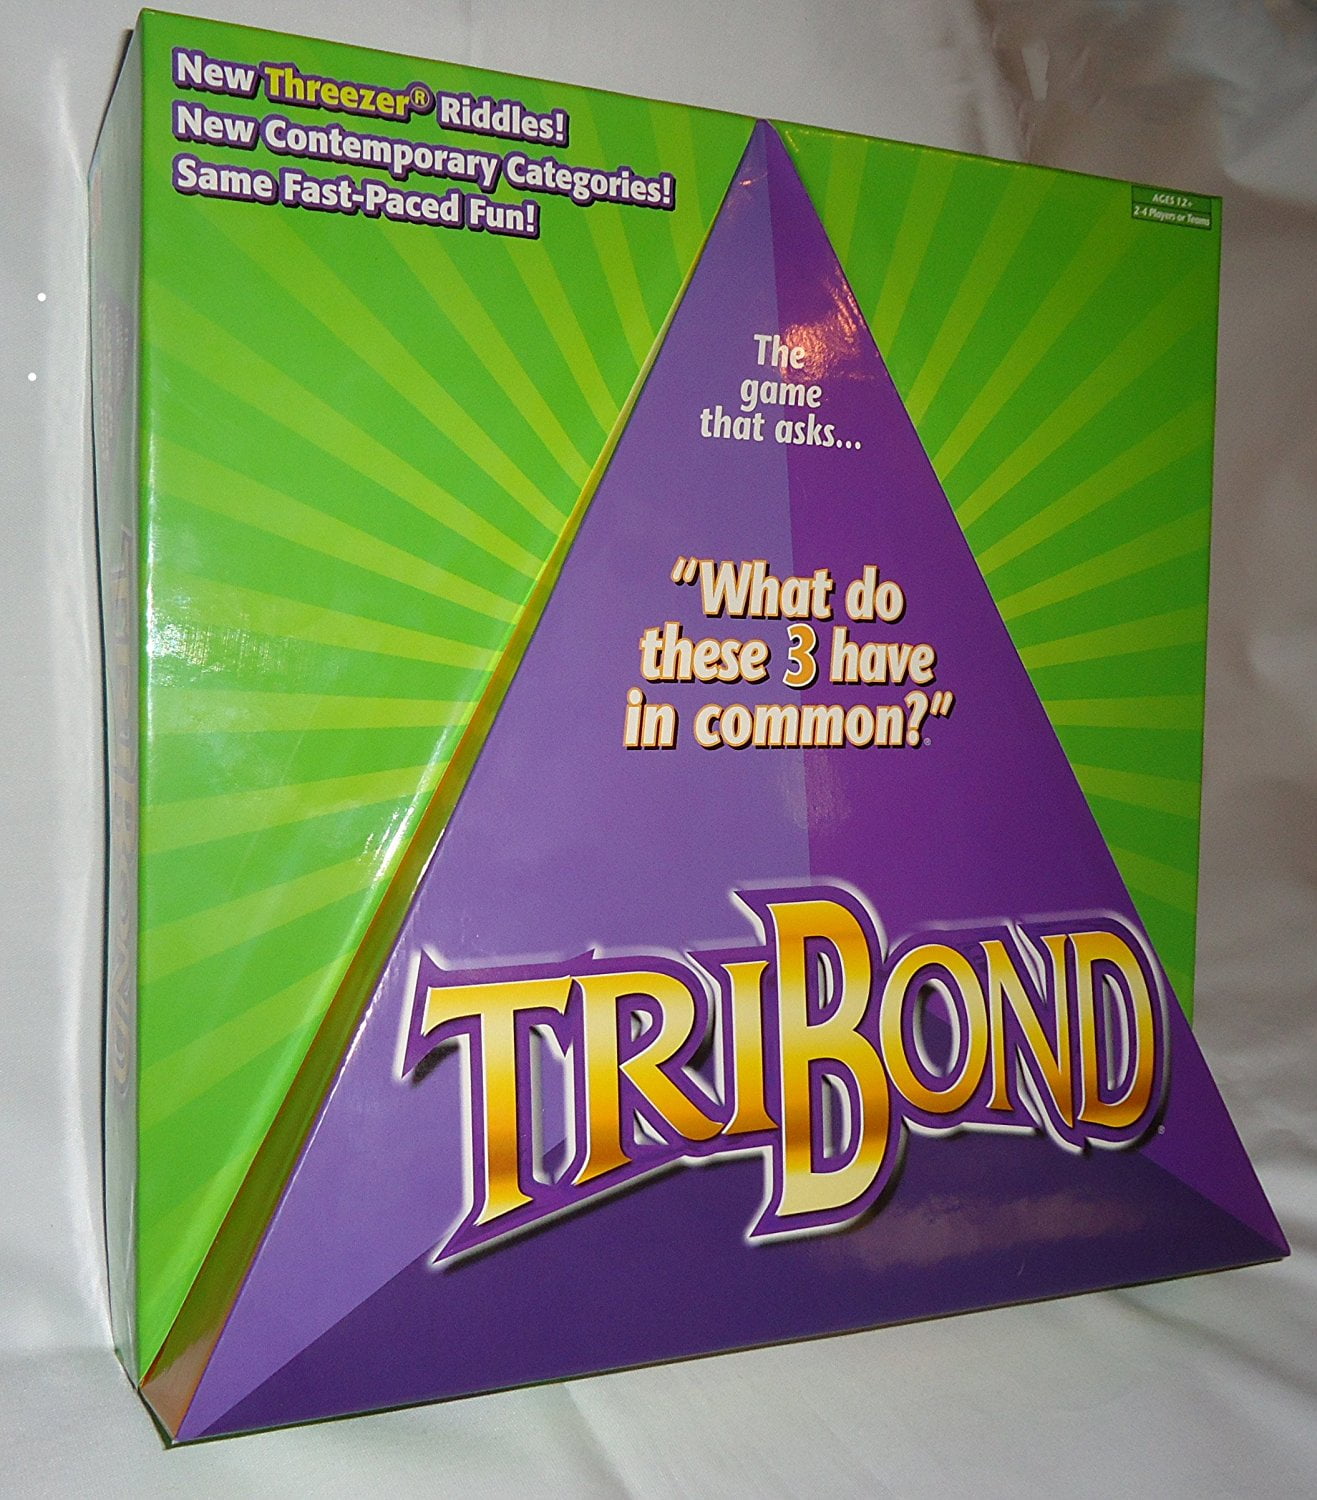 New Threezer® Riddles!
New Contemporary Categories!
Same Fast-Paced Fun!
AGES 12+
2-4 Players or Teams
The
game
that asks...
"What do
these 3 have
in common?"®
TRIBOND®
TRIBOND